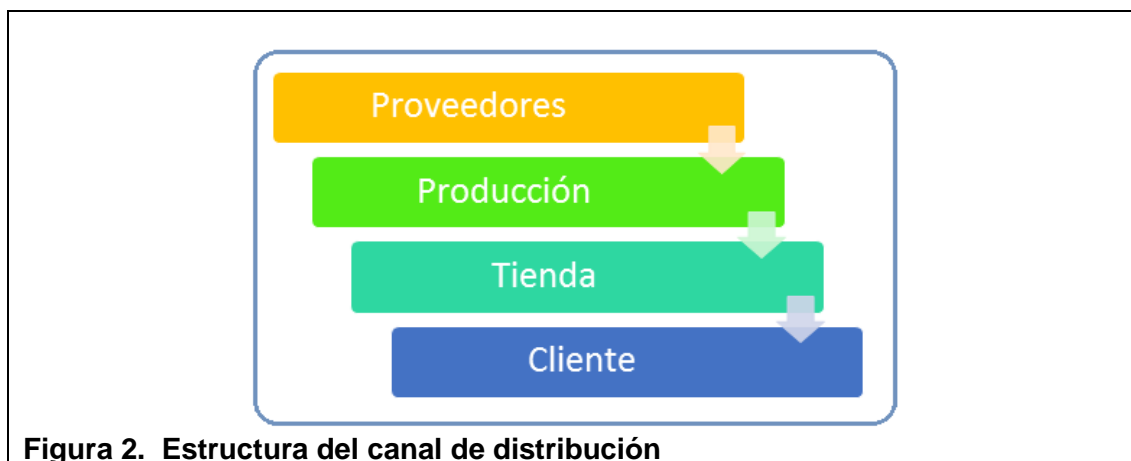 Proveedores
Producción
Tienda
Cliente
Figura 2. Estructura del canal de distribución